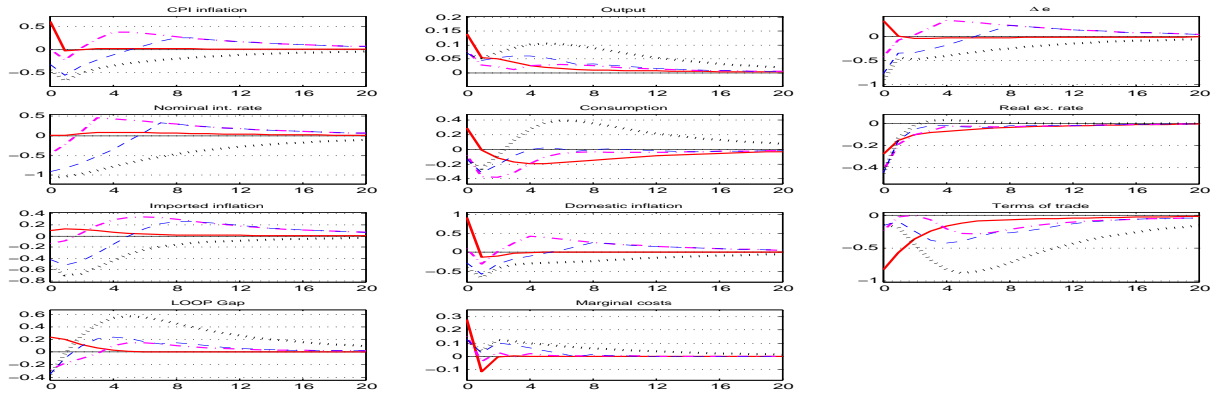 CPI inflation
0.5
0
−0.5
0 4 8 12 16 20
Output
0.2
0.15
0.1
0.05
0
0 4 8 12 16 20
Δ e
0
−0.5
−1
0 4 8 12 16 20
Nominal int. rate
0.5
0
−0.5
−1
0 4 8 12 16 20
Consumption
0.4
0.2
0
−0.2
−0.4
0 4 8 12 16 20
Real ex. rate
0
−0.2
−0.4
0 4 8 12 16 20
Imported inflation
0.4
0.2
0
−0.2
−0.4
−0.6
−0.8
0 4 8 12 16 20
Domestic inflation
1
0.5
0
−0.5
0 4 8 12 16 20
Terms of trade
0
−0.5
−1
0 4 8 12 16 20
LOOP Gap
0.6
0.4
0.2
0
−0.2
−0.4
0 4 8 12 16 20
Marginal costs
0.3
0.2
0.1
0
−0.1
0 4 8 12 16 20